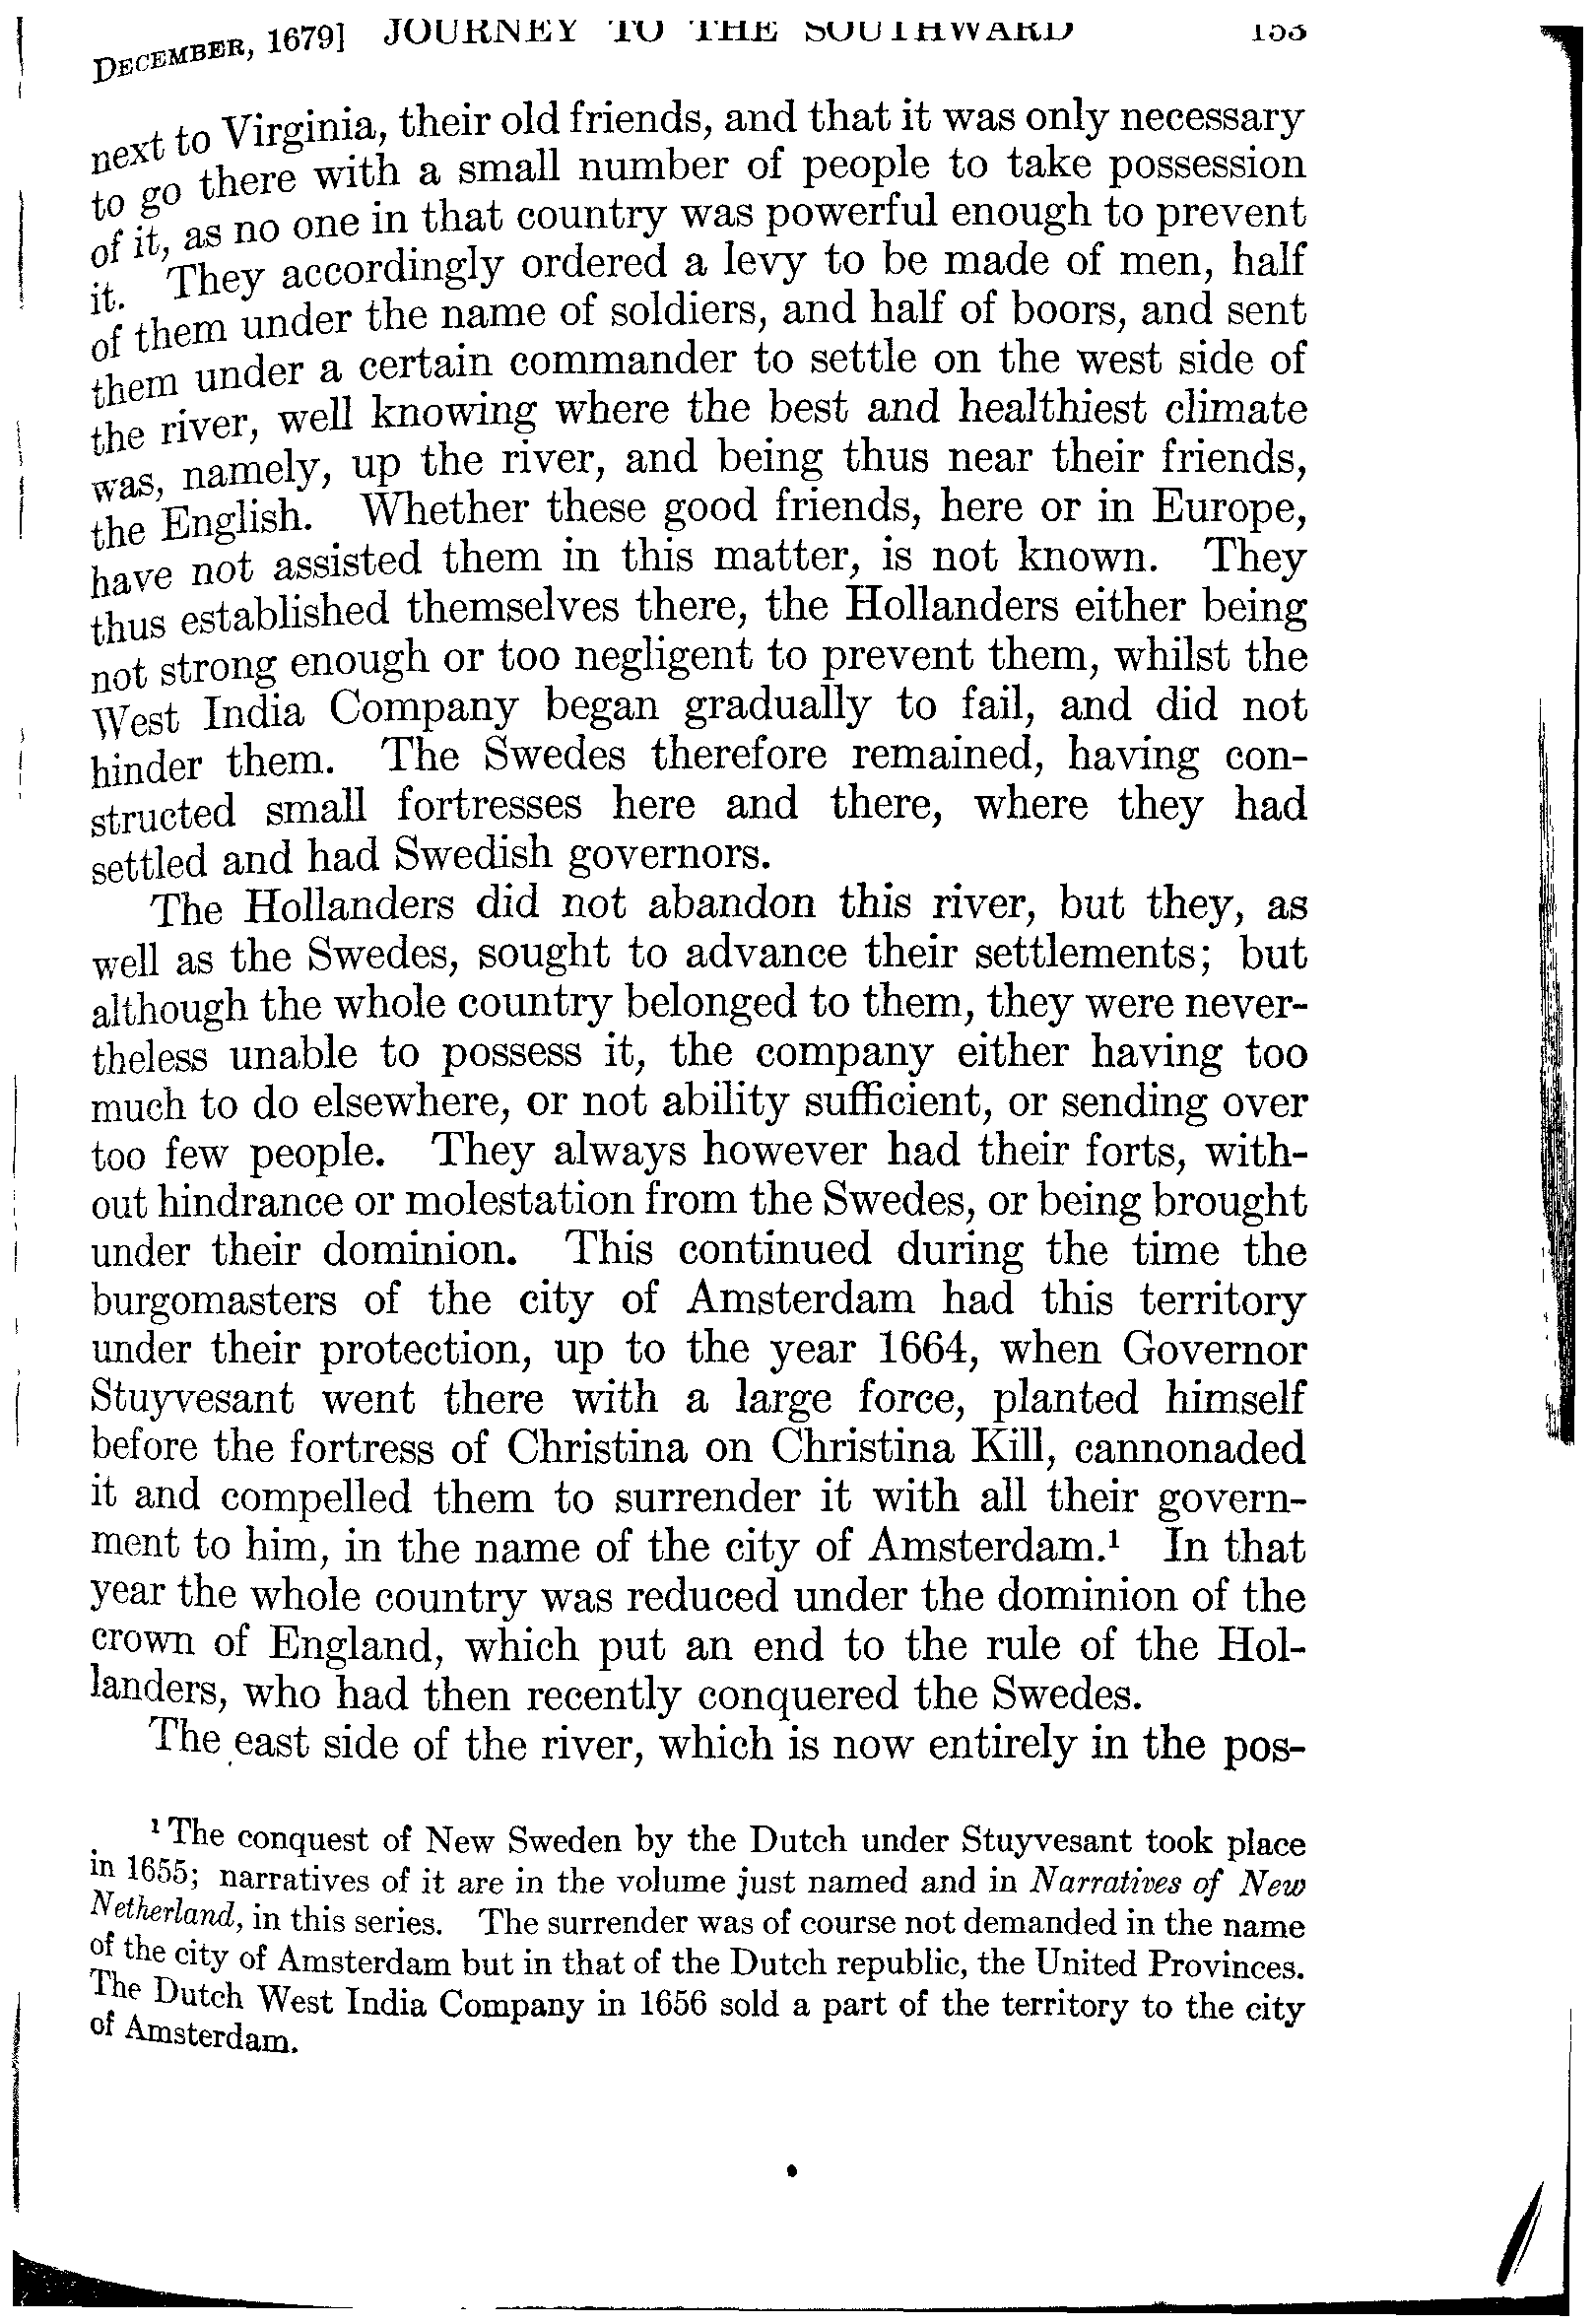 DECEMBER, 1679] JOURNEY TO THE SOUTHWARD
next to Virginia, their old friends, and that it was only necessary
to go there with a small number of people to take possession
of it, as no one in that country was powerful enough to prevent
it. They accordingly ordered a levy to be made of men, half
of them under the name of soldiers, and half of boors, and sent
them under a certain commander to settle on the west side of
the river, well knowing where the best and healthiest climate
was, namely, up the river, and being thus near their friends,
the English. Whether these good friends, here or in Europe,
have not assisted them in this matter, is not known. They
thus established themselves there, the Hollanders either being
not strong enough or too negligent to prevent them, whilst the
West India Company began gradually to fail, and did not
hinder them. The Swedes therefore remained, having con-
structed small fortresses here and there, where they had
settled and had Swedish governors.
The Hollanders did not abandon this river, but they, as
well as the Swedes, sought to advance their settlements; but
although the whole country belonged to them, they were never-
theless unable to possess it, the company either having too
much to do elsewhere, or not ability sufficient, or sending over
too few people. They always however had their forts, with-
out hindrance or molestation from the Swedes, or being brought
under their dominion. This continued during the time the
burgomasters of the city of Amsterdam had this territory
under their protection, up to the year 1664, when Governor
Stuyvesant went there with a large force, planted himself
before the fortress of Christina on Christina Kill, cannonaded
it and compelled them to surrender it with all their govern-
ment to him, in the name of the city of Amsterdam.¹ In that
year the whole country was reduced under the dominion of the
crown of England, which put an end to the rule of the Hol-
landers, who had then recently conquered the Swedes.
The east side of the river, which is now entirely in the pos-
¹ The conquest of New Sweden by the Dutch under Stuyvesant took place
in 1655; narratives of it are in the volume just named and in Narratives of New
Netherland, in this series. The surrender was of course not demanded in the name
of the city of Amsterdam but in that of the Dutch republic, the United Provinces.
The Dutch West India Company in 1656 sold a part of the territory to the city
of Amsterdam.